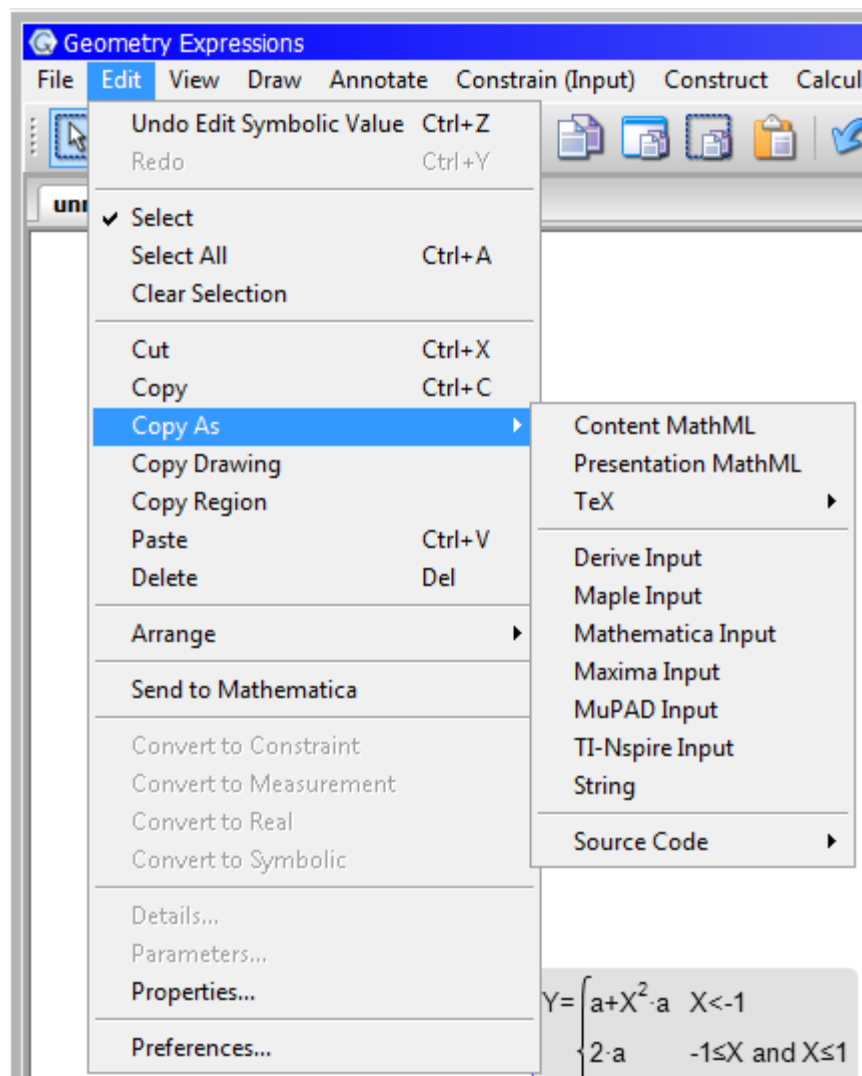 Geometry Expressions
File Edit View Draw Annotate Constrain (Input) Construct Calcul
unn
Undo Edit Symbolic Value Ctrl+Z
Redo Ctrl+Y
Select
Select All Ctrl+A
Clear Selection
Cut Ctrl+X
Copy Ctrl+C
Copy As
Copy Drawing
Copy Region
Paste Ctrl+V
Delete Del
Arrange
Send to Mathematica
Convert to Constraint
Convert to Measurement
Convert to Real
Convert to Symbolic
Details...
Parameters...
Properties...
Preferences...
Content MathML
Presentation MathML
TeX
Derive Input
Maple Input
Mathematica Input
Maxima Input
MuPAD Input
TI-Nspire Input
String
Source Code
Y= a+X²·a X<-1
2·a -1≤X and X≤1